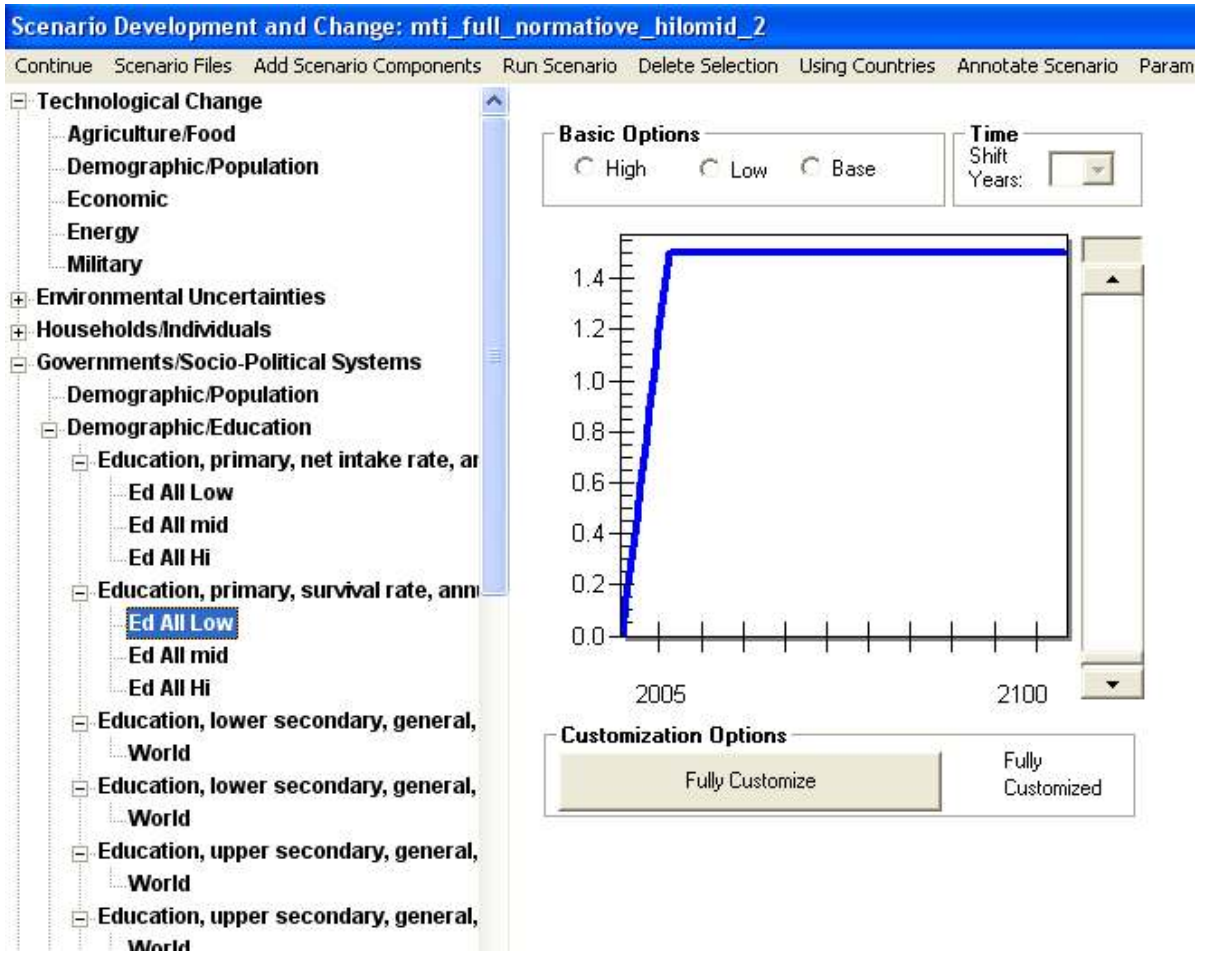 Scenario Development and Change: mti_full_normatiove_hilomid_2
Continue Scenario Files Add Scenario Components Run Scenario Delete Selection Using Countries Annotate Scenario Param
Technological Change
Agriculture/Food
Demographic/Population
Economic
Energy
Military
Environmental Uncertainties
Households/Individuals
Governments/Socio-Political Systems
Demographic/Population
Demographic/Education
Education, primary, net intake rate, an
Ed All Low
Ed All mid
Ed All Hi
Education, primary, survival rate, annu
Ed All Low
Ed All mid
Ed All Hi
Education, lower secondary, general,
World
Education, lower secondary, general,
World
Education, upper secondary, general,
World
Education, upper secondary, general,
World
Basic Options
High Low Base
Time
Shift
Years:
1.4
1.2
1.0
0.8
0.6
0.4
0.2
0.0
2005 2100
Customization Options
Fully Customize
Fully
Customized